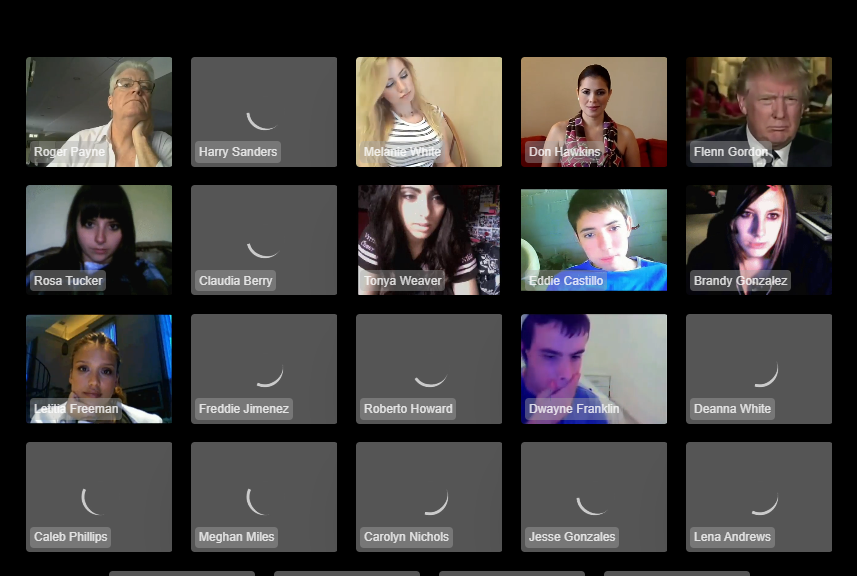 Roger Payne
Harry Sanders
Melanie White
Don Hawkins
Flenn Gordon
Rosa Tucker
Claudia Berry
Tonya Weaver
Eddie Castillo
Brandy Gonzalez
Letitia Freeman
Freddie Jimenez
Roberto Howard
Dwayne Franklin
Deanna White
Caleb Phillips
Meghan Miles
Carolyn Nichols
Jesse Gonzales
Lena Andrews